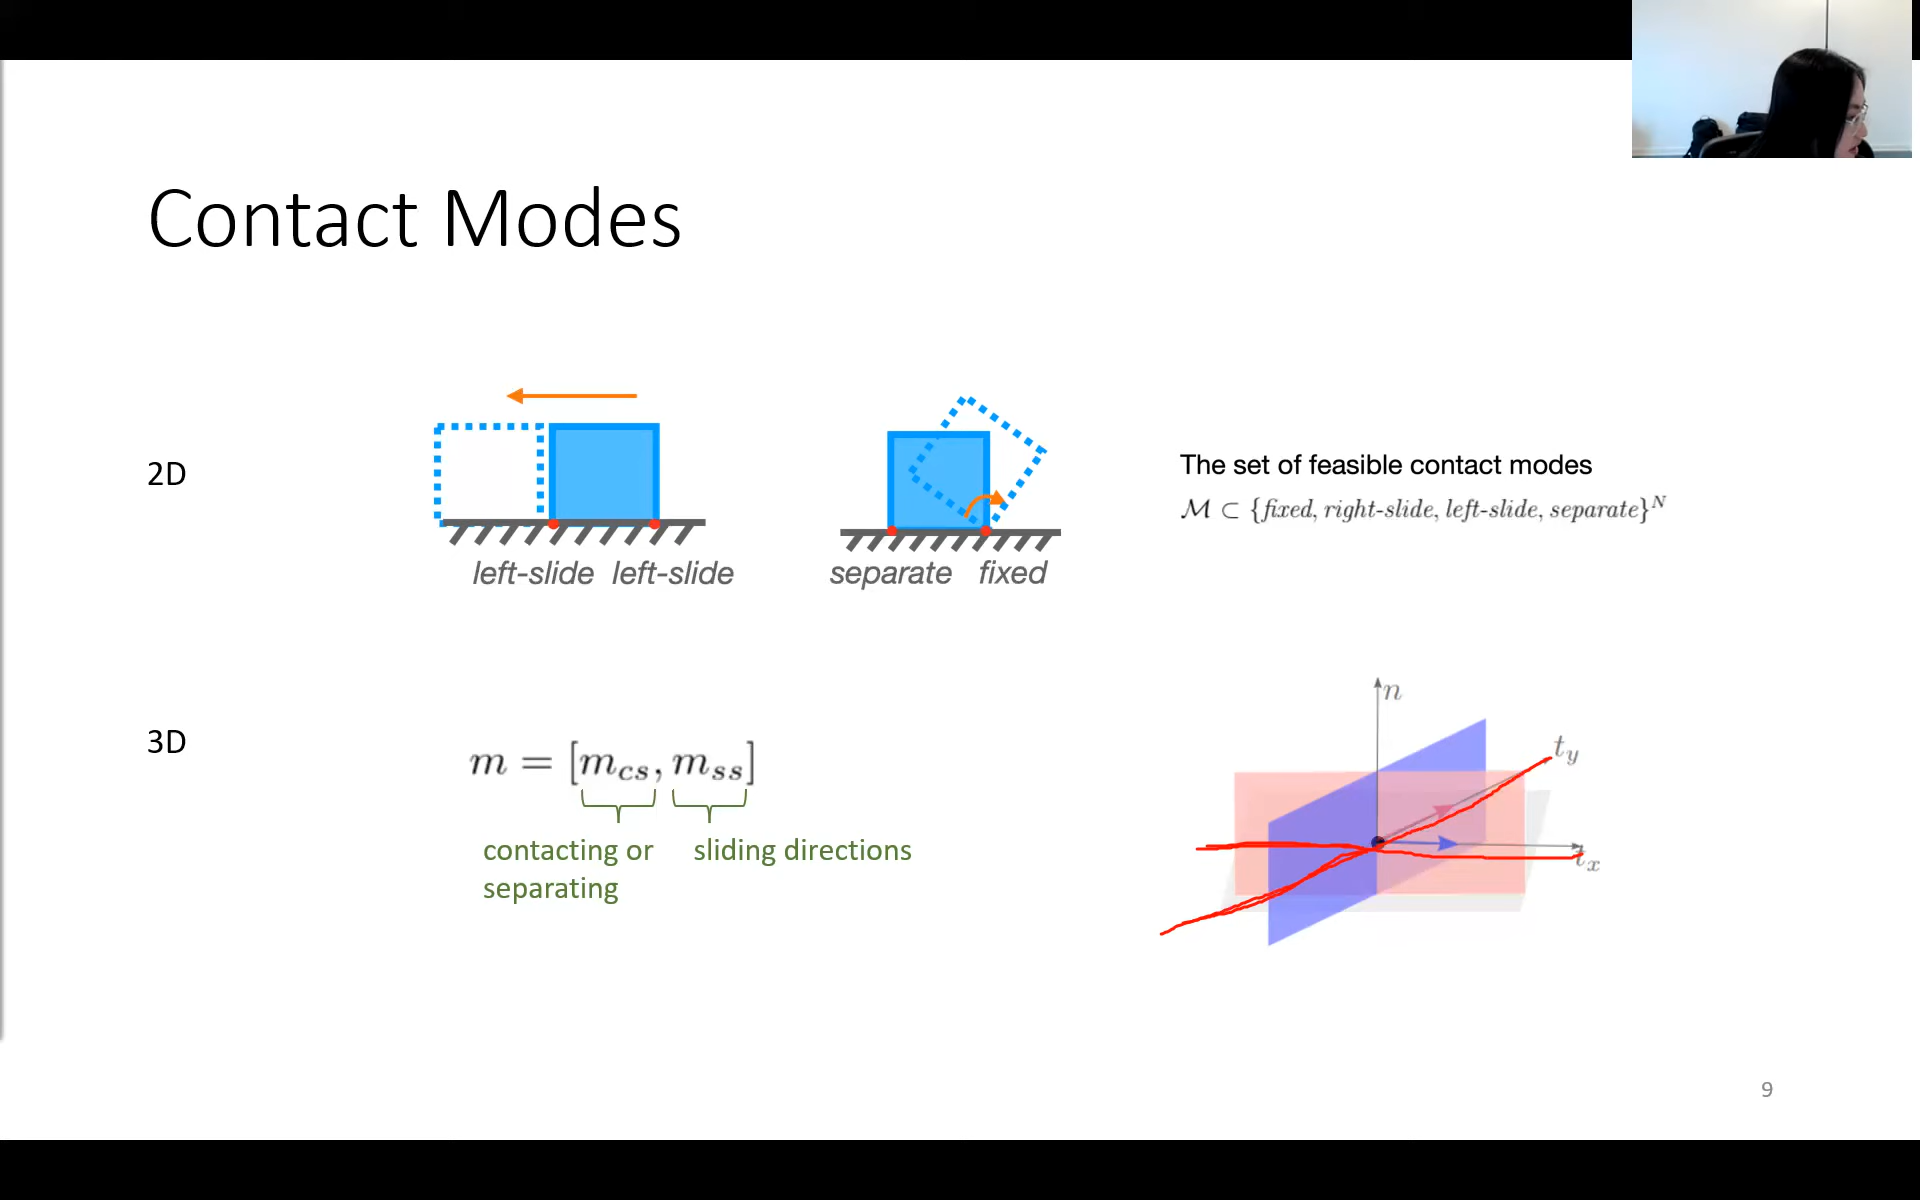 Contact Modes
2D
left-slide left-slide
separate fixed
The set of feasible contact modes
ℳ ⊂ {fixed, right-slide, left-slide, separate}^N
3D
m = [m_cs, m_ss]
contacting or
separating
sliding directions
n
t_y
t_x
9